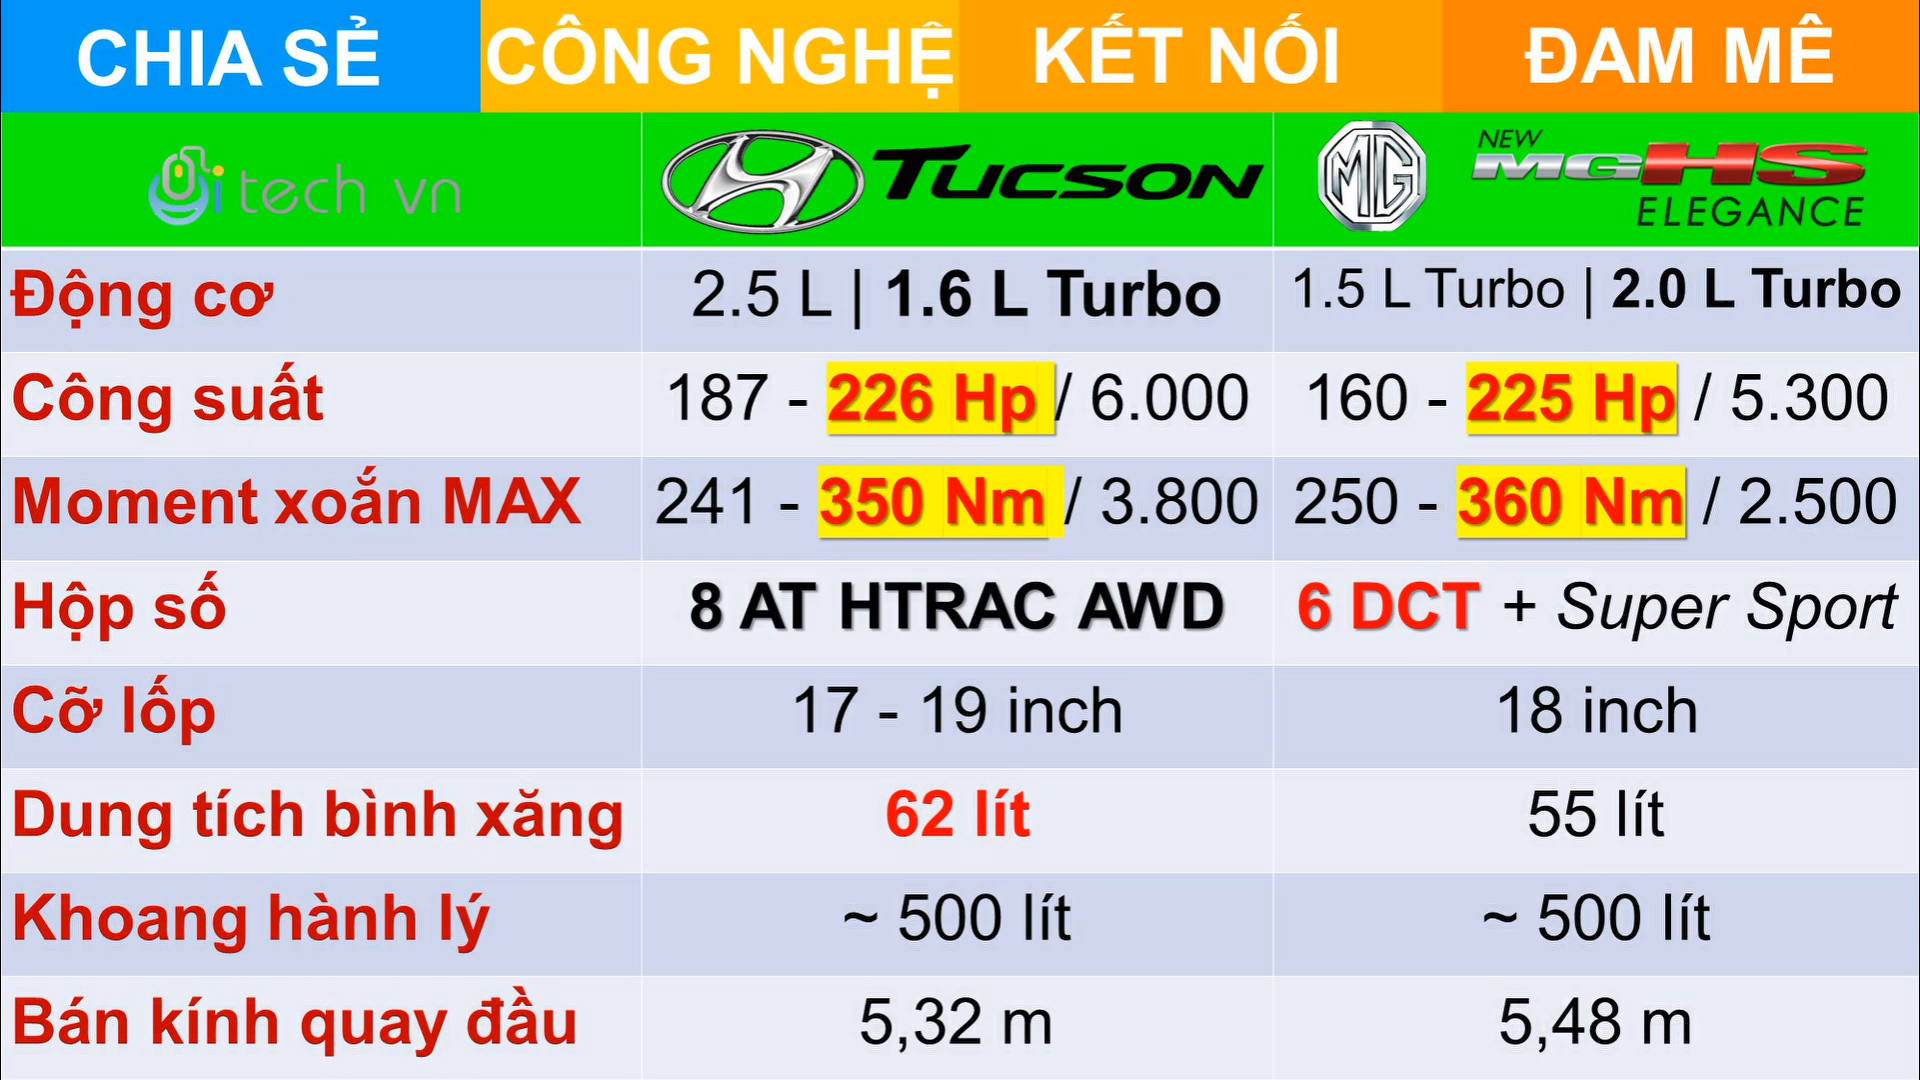 CHIA SẺ CÔNG NGHỆ KẾT NỐI ĐAM MÊ
itech vn TUCSON MG NEW MGHS
ELEGANCE
Động cơ 2.5 L | 1.6 L Turbo 1.5 L Turbo | 2.0 L Turbo
Công suất 187 - 226 Hp / 6.000 160 - 225 Hp / 5.300
Moment xoắn MAX 241 - 350 Nm / 3.800 250 - 360 Nm / 2.500
Hộp số 8 AT HTRAC AWD 6 DCT + Super Sport
Cỡ lốp 17 - 19 inch 18 inch
Dung tích bình xăng 62 lít 55 lít
Khoang hành lý ~ 500 lít ~ 500 lít
Bán kính quay đầu 5,32 m 5,48 m